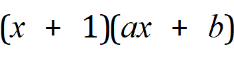 (x + 1)(ax + b)